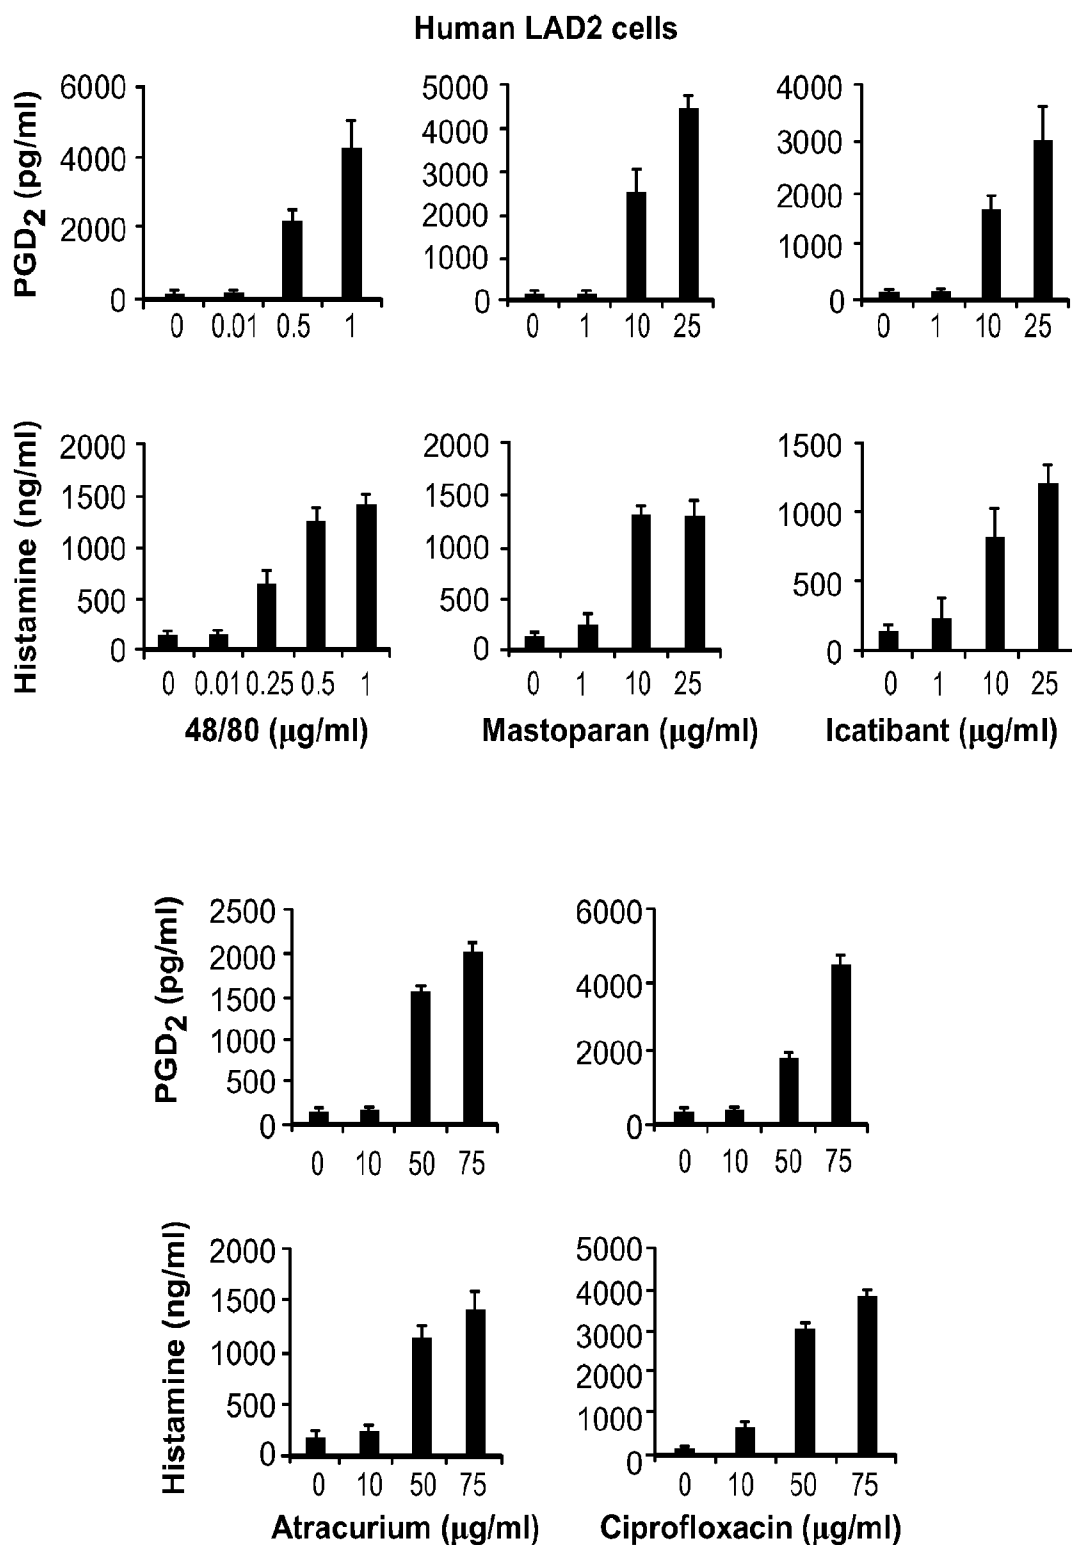 Human LAD2 cells
PGD2 (pg/ml)
6000
4000
2000
0
0 0.01 0.5 1
5000
4000
3000
2000
1000
0
0 1 10 25
4000
3000
2000
1000
0
0 1 10 25
Histamine (ng/ml)
2000
1500
1000
500
0
0 0.01 0.25 0.5 1
48/80 (μg/ml)
2000
1500
1000
500
0
0 1 10 25
Mastoparan (μg/ml)
1500
1000
500
0
0 1 10 25
Icatibant (μg/ml)
PGD2 (pg/ml)
2500
2000
1500
1000
500
0
0 10 50 75
6000
4000
2000
0
0 10 50 75
Histamine (ng/ml)
2000
1500
1000
500
0
0 10 50 75
Atracurium (μg/ml)
5000
4000
3000
2000
1000
0
0 10 50 75
Ciprofloxacin (μg/ml)